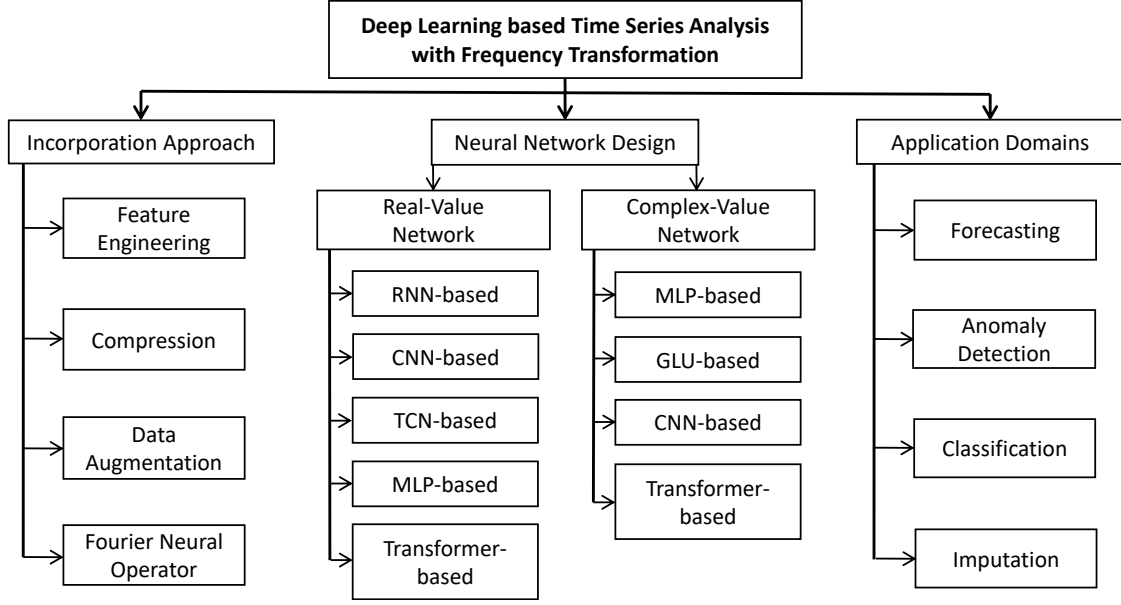 Deep Learning based Time Series Analysis
with Frequency Transformation
Incorporation Approach
Feature
Engineering
Compression
Data
Augmentation
Fourier Neural
Operator
Neural Network Design
Real-Value
Network
RNN-based
CNN-based
TCN-based
MLP-based
Transformer-
based
Complex-Value
Network
MLP-based
GLU-based
CNN-based
Transformer-
based
Application Domains
Forecasting
Anomaly
Detection
Classification
Imputation